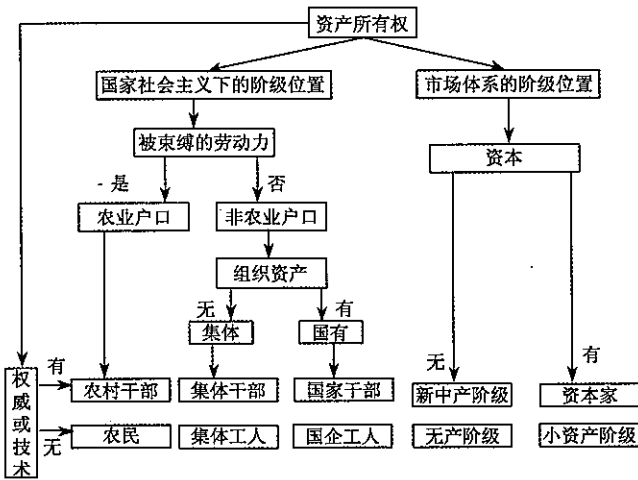 资产所有权
国家社会主义下的阶级位置
市场体系的阶级位置
被束缚的劳动力
资本
是
否
农业户口
非农业户口
组织资产
无
有
集体
国有
无
有
权威或技术
有
农村干部
集体干部
国家干部
新中产阶级
资本家
无
农民
集体工人
国企工人
无产阶级
小资产阶级